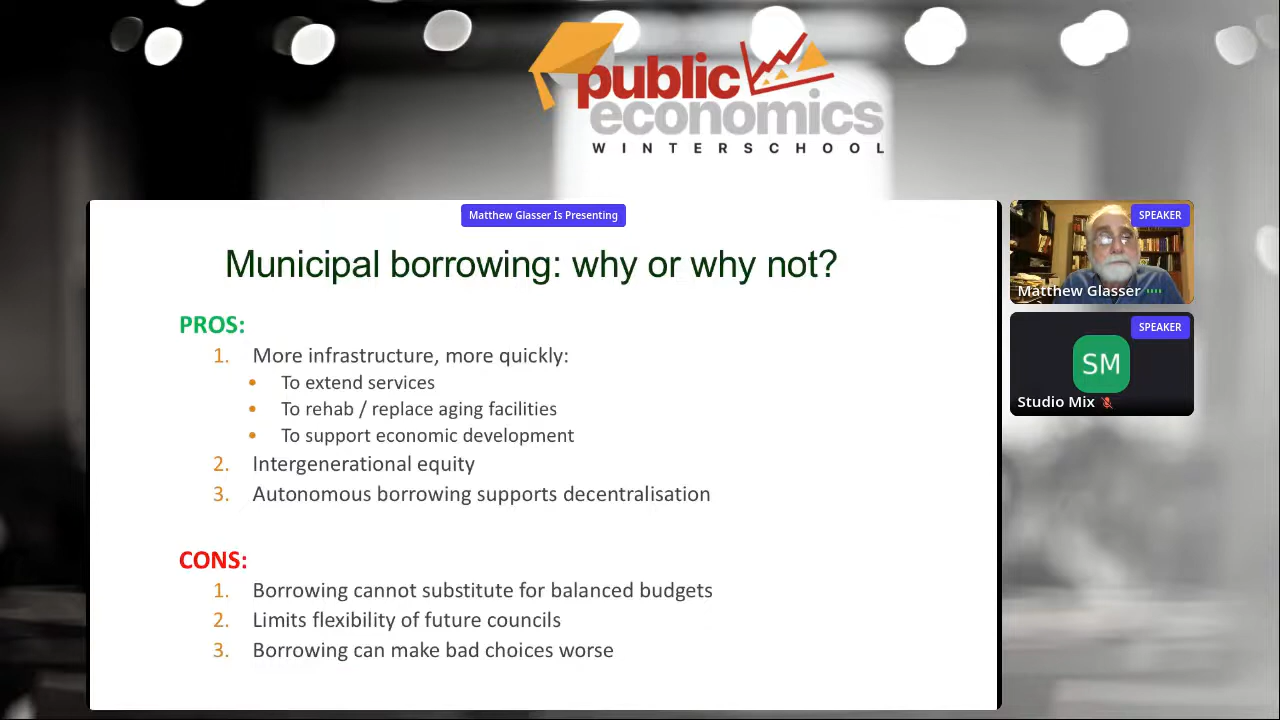 public
economics
WINTERSCHOOL
Matthew Glasser Is Presenting
Municipal borrowing: why or why not?
PROS:
1. More infrastructure, more quickly:
• To extend services
• To rehab / replace aging facilities
• To support economic development
2. Intergenerational equity
3. Autonomous borrowing supports decentralisation
CONS:
1. Borrowing cannot substitute for balanced budgets
2. Limits flexibility of future councils
3. Borrowing can make bad choices worse
SPEAKER
Matthew Glasser
SPEAKER
SM
Studio Mix